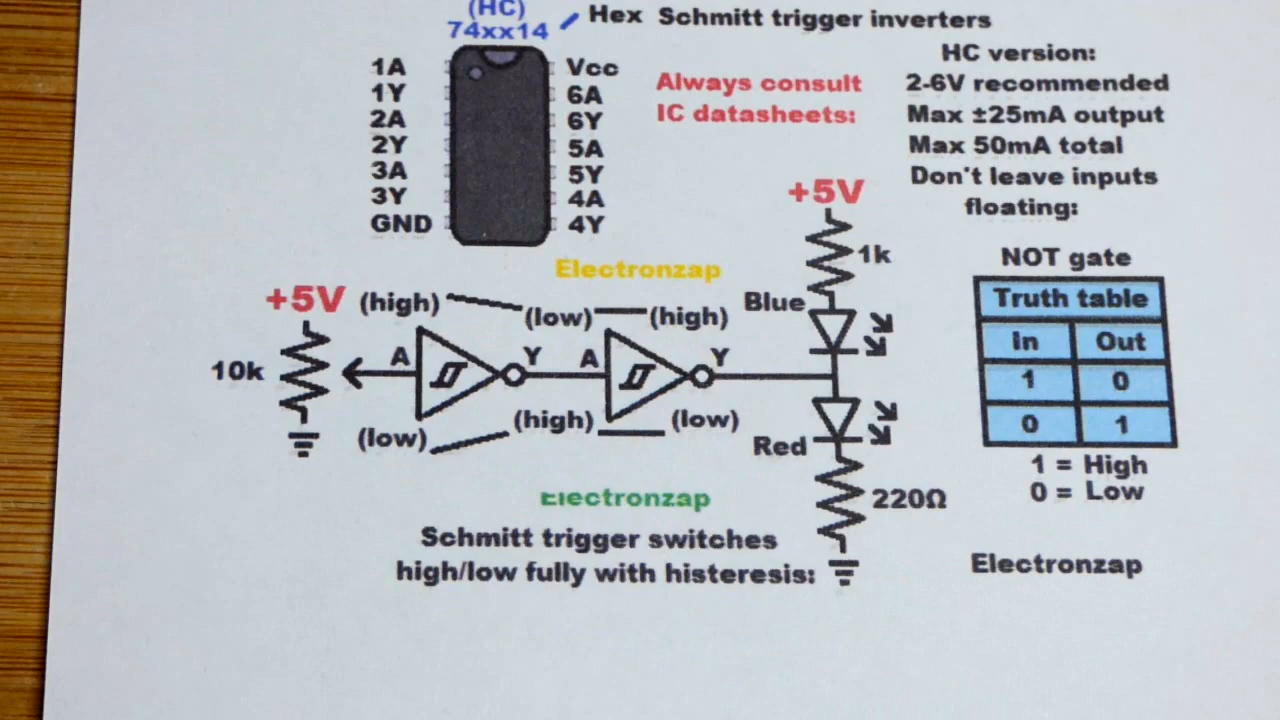 (HC)
74xx14
Hex Schmitt trigger inverters
1A
1Y
2A
2Y
3A
3Y
GND
Vcc
6A
6Y
5A
5Y
4A
4Y
Always consult
IC datasheets:
HC version:
2-6V recommended
Max ±25mA output
Max 50mA total
Don't leave inputs
floating:
Electronzap
+5V
1k
Blue
+5V
(high)
(low)
(high)
10k
A
Y
A
Y
(low)
(high)
(low)
Red
220Ω
NOT gate
Truth table
In Out
1 0
0 1
1 = High
0 = Low
Electronzap
Schmitt trigger switches
high/low fully with histeresis:
Electronzap